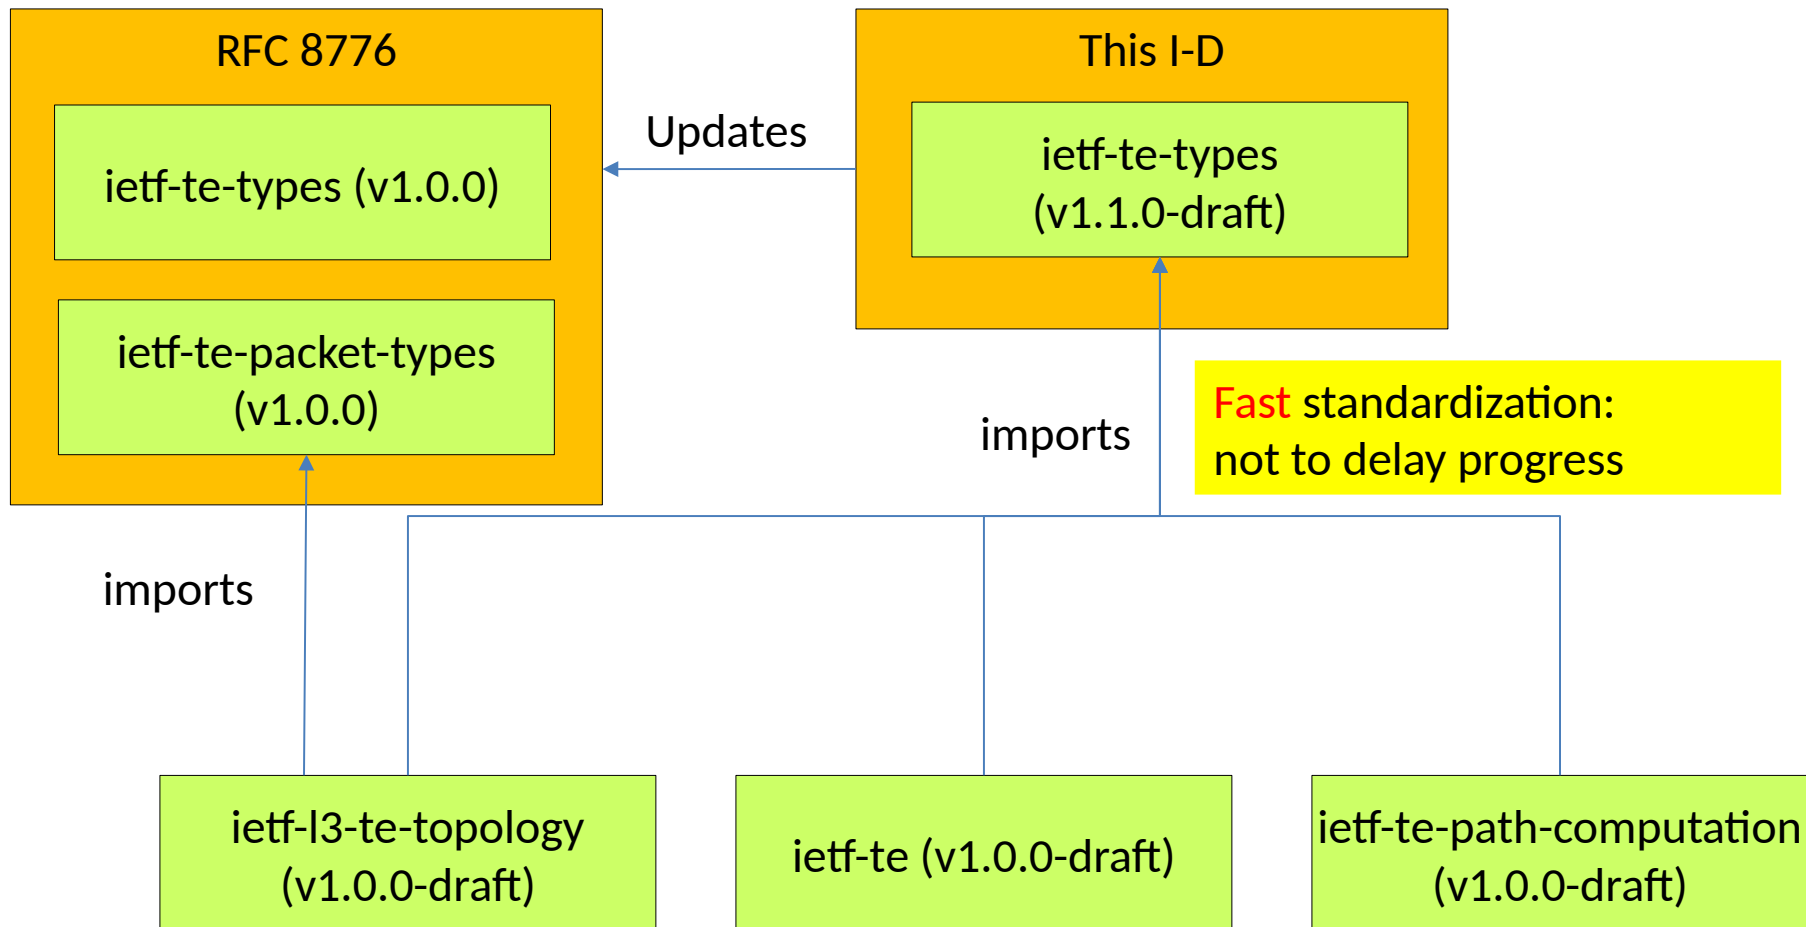 RFC 8776
ietf-te-types (v1.0.0)
ietf-te-packet-types
(v1.0.0)
Updates
This I-D
ietf-te-types
(v1.1.0-draft)
imports
Fast standardization:
not to delay progress
imports
ietf-l3-te-topology
(v1.0.0-draft)
ietf-te (v1.0.0-draft)
ietf-te-path-computation
(v1.0.0-draft)